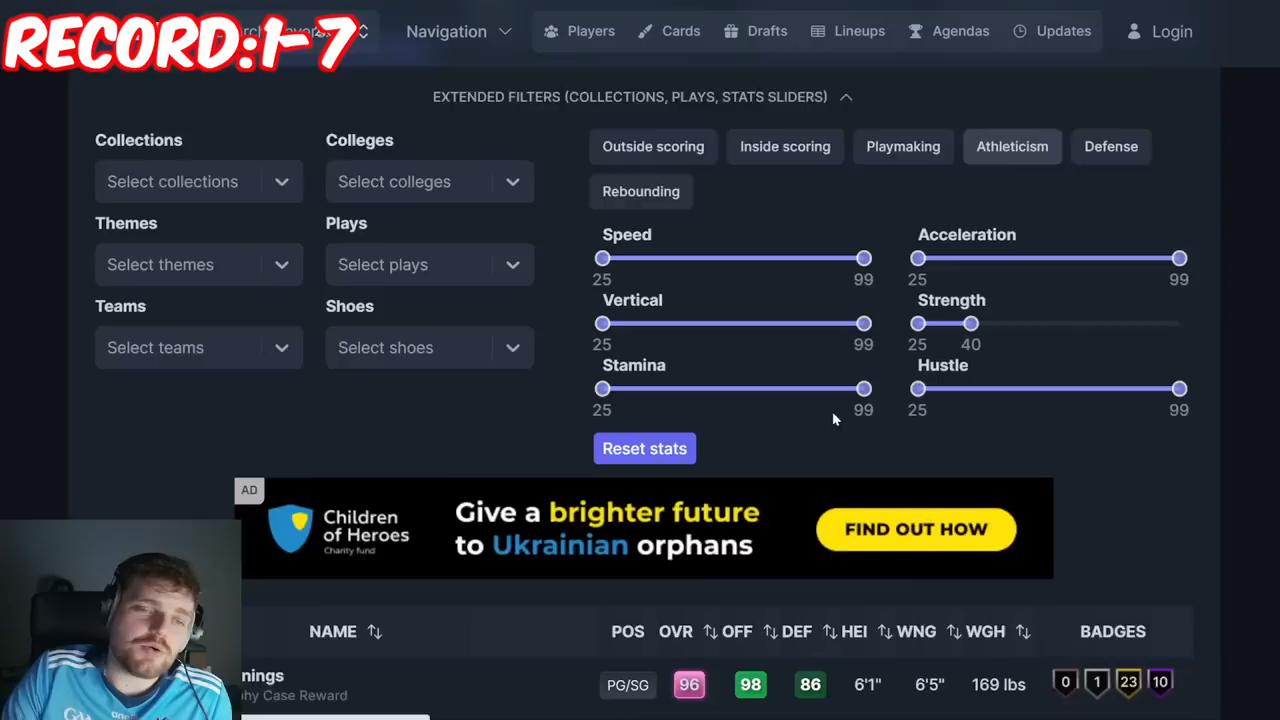 RECORD:1-7
Navigation
Players
Cards
Drafts
Lineups
Agendas
Updates
Login
EXTENDED FILTERS (COLLECTIONS, PLAYS, STATS SLIDERS)
Collections
Colleges
Select collections
Select colleges
Themes
Plays
Select themes
Select plays
Teams
Shoes
Select teams
Select shoes
Outside scoring
Inside scoring
Playmaking
Athleticism
Defense
Rebounding
Speed
Acceleration
25 99
25 99
Vertical
Strength
25 99
25 40
Stamina
Hustle
25 99
25 99
Reset stats
AD
Children
of Heroes
Charity fund
Give a brighter future
to Ukrainian orphans
FIND OUT HOW
NAME POS OVR OFF DEF HEI WNG WGH BADGES
nings
Case Reward
PG/SG 96 98 86 6'1" 6'5" 169 lbs 0 1 23 10